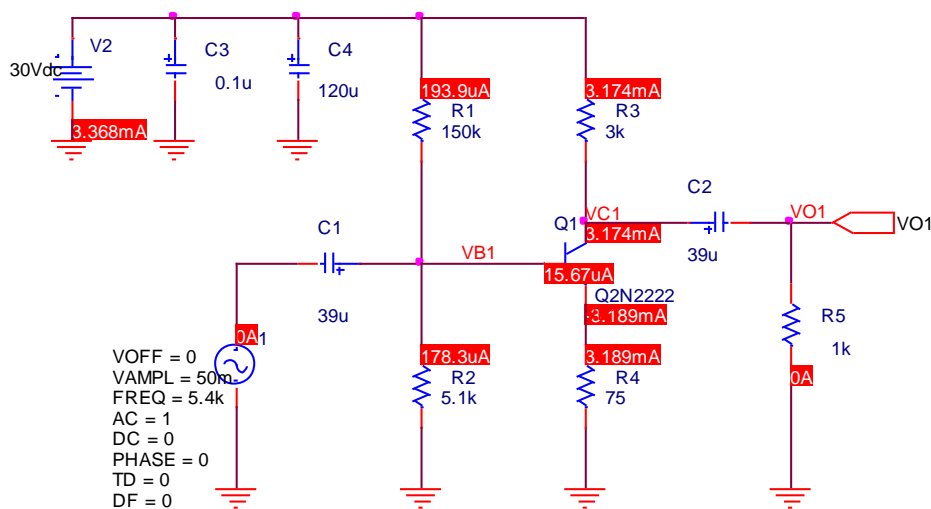 V2
30Vdc
3.368mA
C3
0.1u
C4
120u
193.9uA
R1
150k
3.174mA
R3
3k
C1
39u
VB1
Q1
VC1
3.174mA
15.67uA
Q2N2222
-3.189mA
C2
39u
VO1
VO1
0A1
VOFF = 0
VAMPL = 50m
FREQ = 5.4k
AC = 1
DC = 0
PHASE = 0
TD = 0
DF = 0
178.3uA
R2
5.1k
3.189mA
R4
75
R5
1k
0A